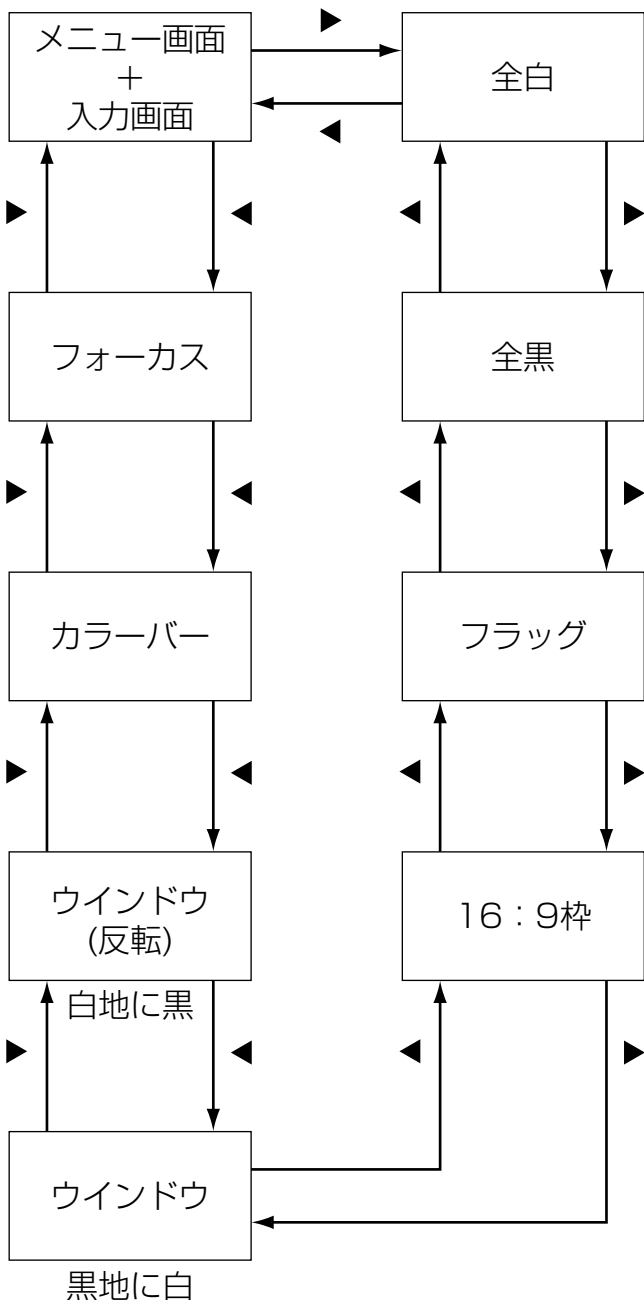 メニュー画面
+
入力画面
▶
全白
◀
▶
◀
◀
▶
フォーカス
全黒
▶
◀
◀
▶
カラーバー
フラッグ
▶
◀
◀
▶
ウインドウ
(反転)
16:9枠
白地に黒
▶
◀
◀
▶
ウインドウ
黒地に白